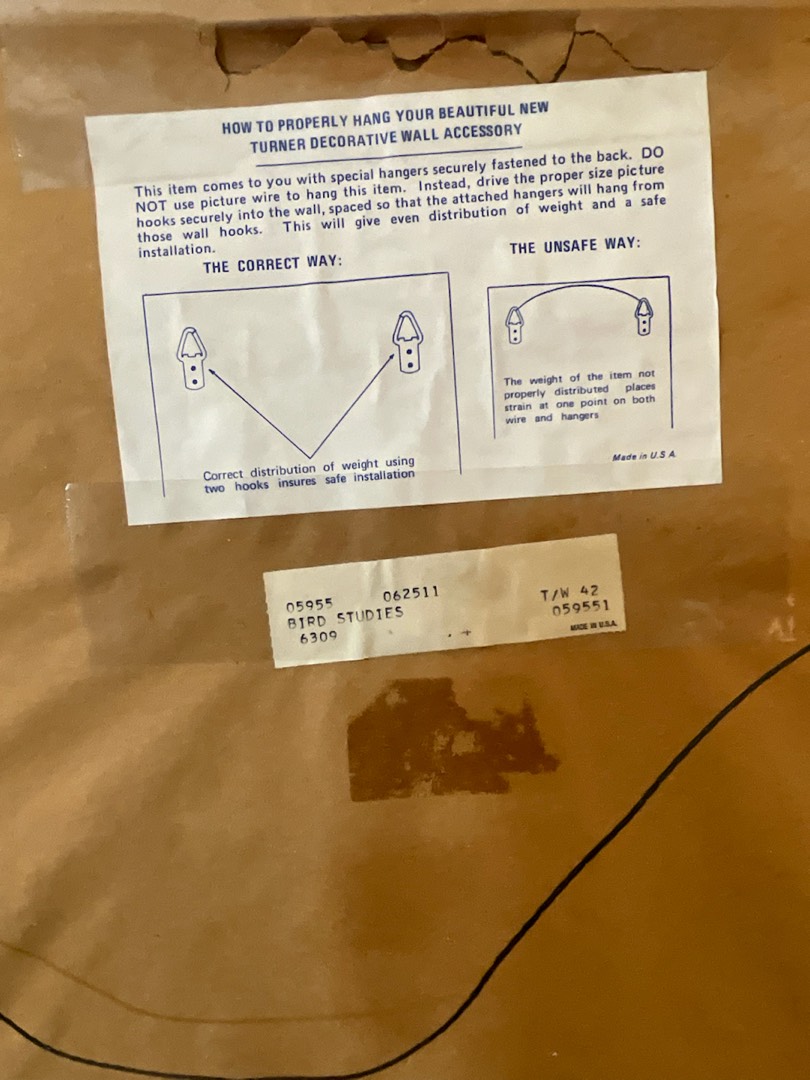 HOW TO PROPERLY HANG YOUR BEAUTIFUL NEW
TURNER DECORATIVE WALL ACCESSORY
This item comes to you with special hangers securely fastened to the back. DO
NOT use picture wire to hang this item. Instead, drive the proper size picture
hooks securely into the wall, spaced so that the attached hangers will hang from
those wall hooks. This will give even distribution of weight and a safe
installation.
THE CORRECT WAY:
Correct distribution of weight using
two hooks insures safe installation
THE UNSAFE WAY:
The weight of the item not
properly distributed places
strain at one point on both
wire and hangers
Made in U.S A.
05955 062511 T/W 42
BIRD STUDIES 059551
6309 MADE IN U.S.A.